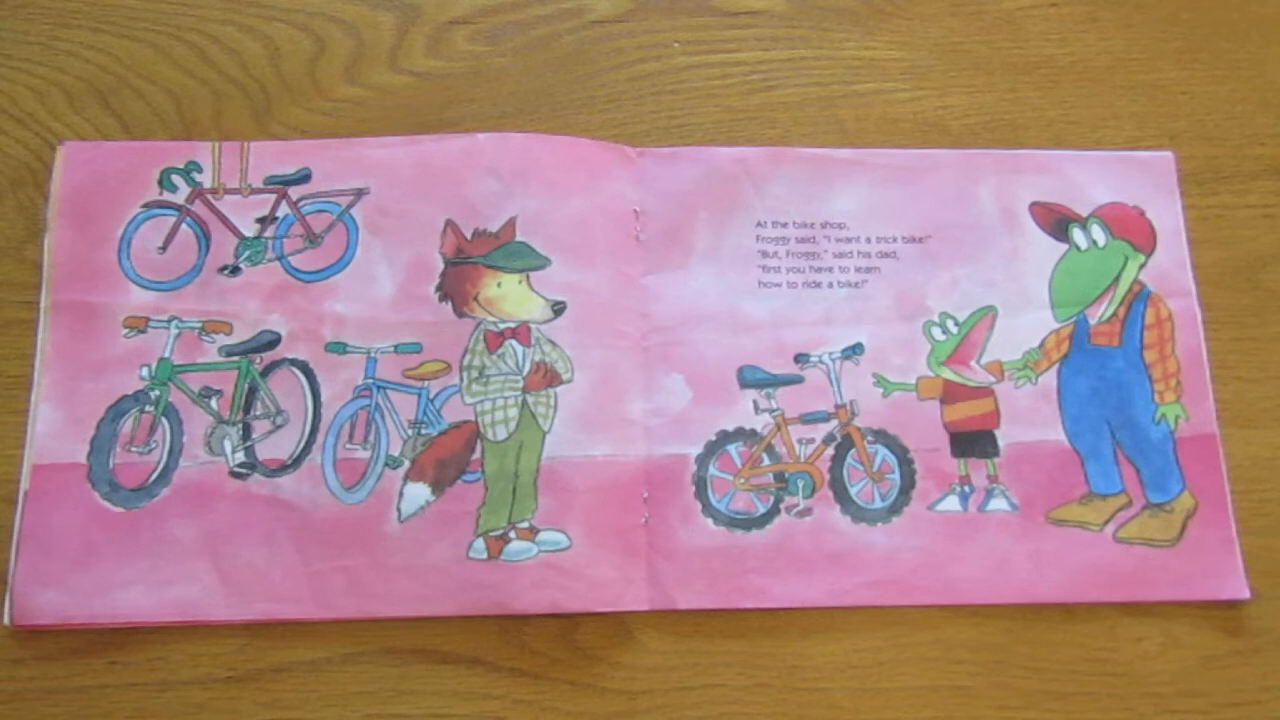 At the bike shop,
Froggy said, "I want a trick bike!"
"But, Froggy," said his dad,
"first you have to learn
how to ride a bike!"